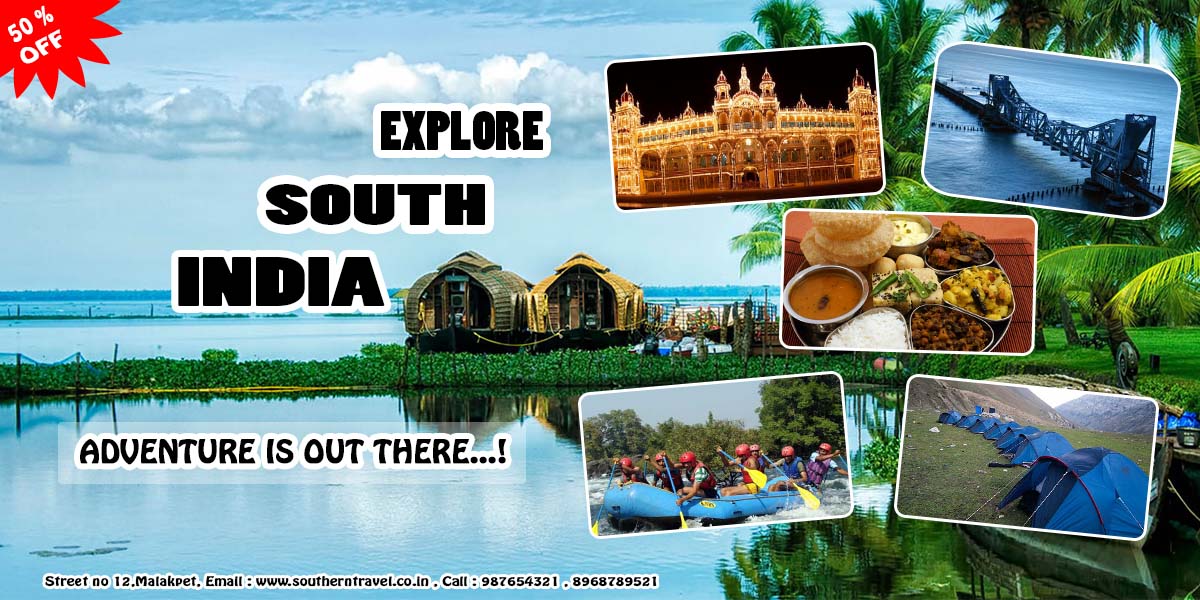 50 %
OFF
EXPLORE
SOUTH
INDIA
ADVENTURE IS OUT THERE...!
Street no 12,Malakpet, Email : www.southerntravel.co.in , Call : 987654321 , 8968789521